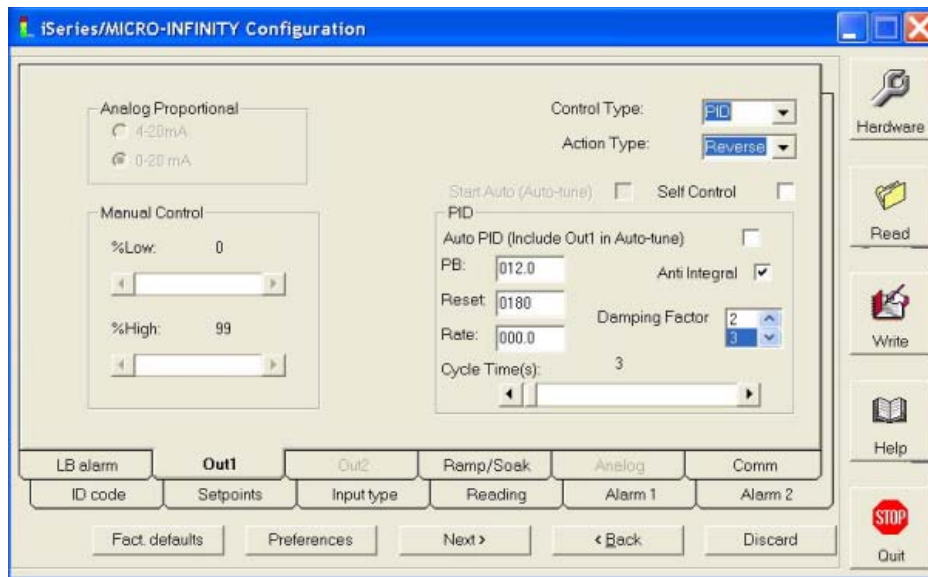 iSeries/MICRO-INFINITY Configuration
Analog Proportional
4-20mA
0-20 mA
Control Type:
PID
Action Type:
Reverse
Start Auto (Auto-tune)
Self Control
Manual Control
%Low:
0
%High:
99
PID
Auto PID (Include Out1 in Auto-tune)
PB:
012.0
Anti Integral
Reset
0180
Damping Factor
2
3
Rate:
000.0
Cycle Time(s):
3
LB alarm
Out1
Out2
Ramp/Soak
Analog
Comm
ID code
Setpoints
Input type
Reading
Alarm 1
Alarm 2
Fact. defaults
Preferences
Next >
< Back
Discard
Hardware
Read
Write
Help
STOP
Quit